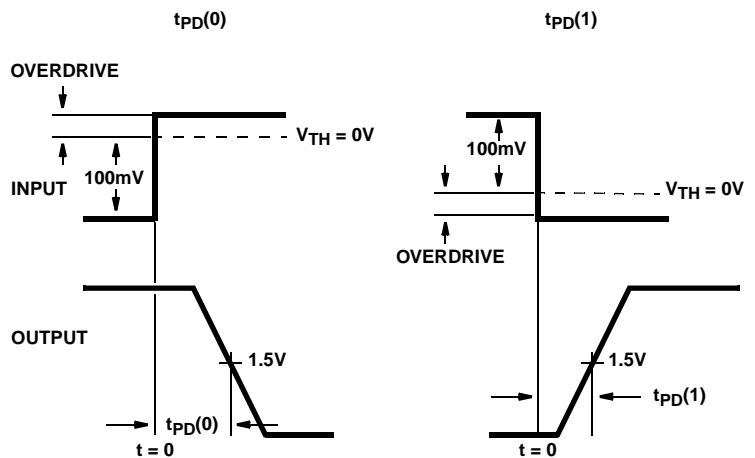 tPD(0)
tPD(1)
OVERDRIVE
VTH = 0V
100mV
INPUT
100mV
VTH = 0V
OVERDRIVE
OUTPUT
1.5V
1.5V
tPD(0)
tPD(1)
t = 0
t = 0